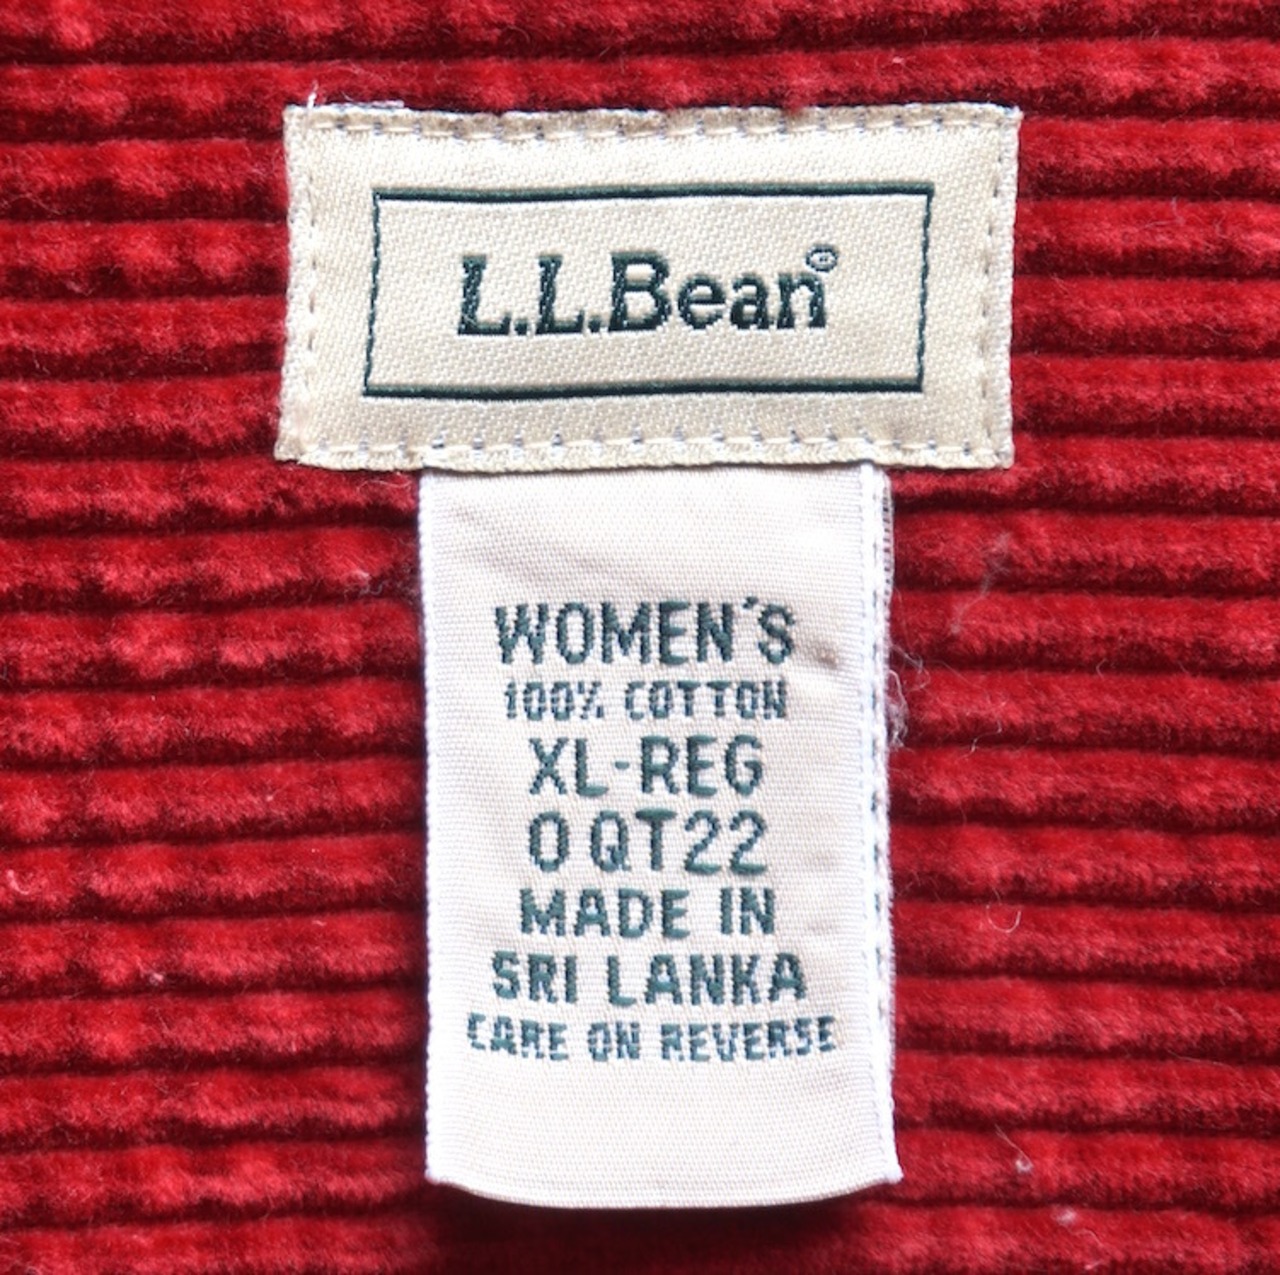 L.L.Bean®
WOMEN'S
100% COTTON
XL-REG
0 QT22
MADE IN
SRI LANKA
CARE ON REVERSE